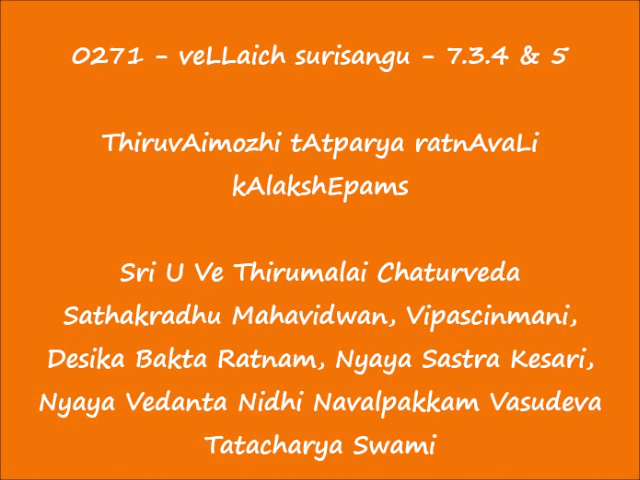 0271 - veLLaich surisangu - 7.3.4 & 5
ThiruvAimozhi tAtparya ratnAvaLi
kAlakshEpams
Sri U Ve Thirumalai Chaturveda
Sathakradhu Mahavidwan, Vipascinmani,
Desika Bakta Ratnam, Nyaya Sastra Kesari,
Nyaya Vedanta Nidhi Navalpakkam Vasudeva
Tatacharya Swami